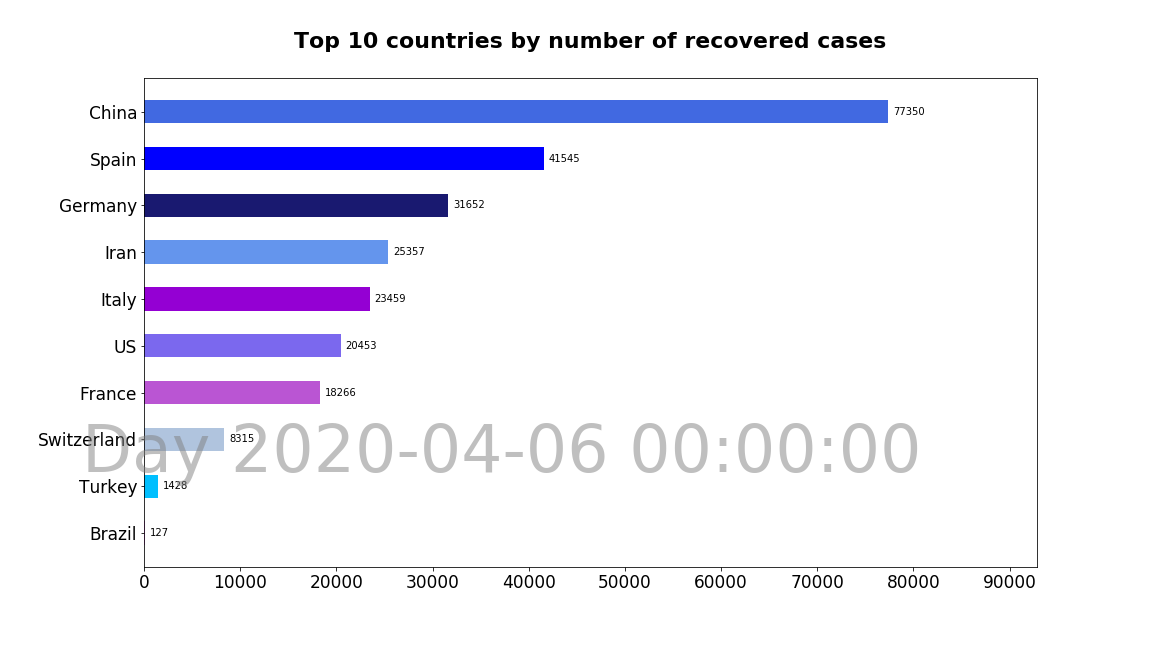 Top 10 countries by number of recovered cases
China 77350
Spain 41545
Germany 31652
Iran 25357
Italy 23459
US 20453
France 18266
Switzerland 8315
Day 2020-04-06 00:00:00
Turkey 1428
Brazil 127
0 10000 20000 30000 40000 50000 60000 70000 80000 90000